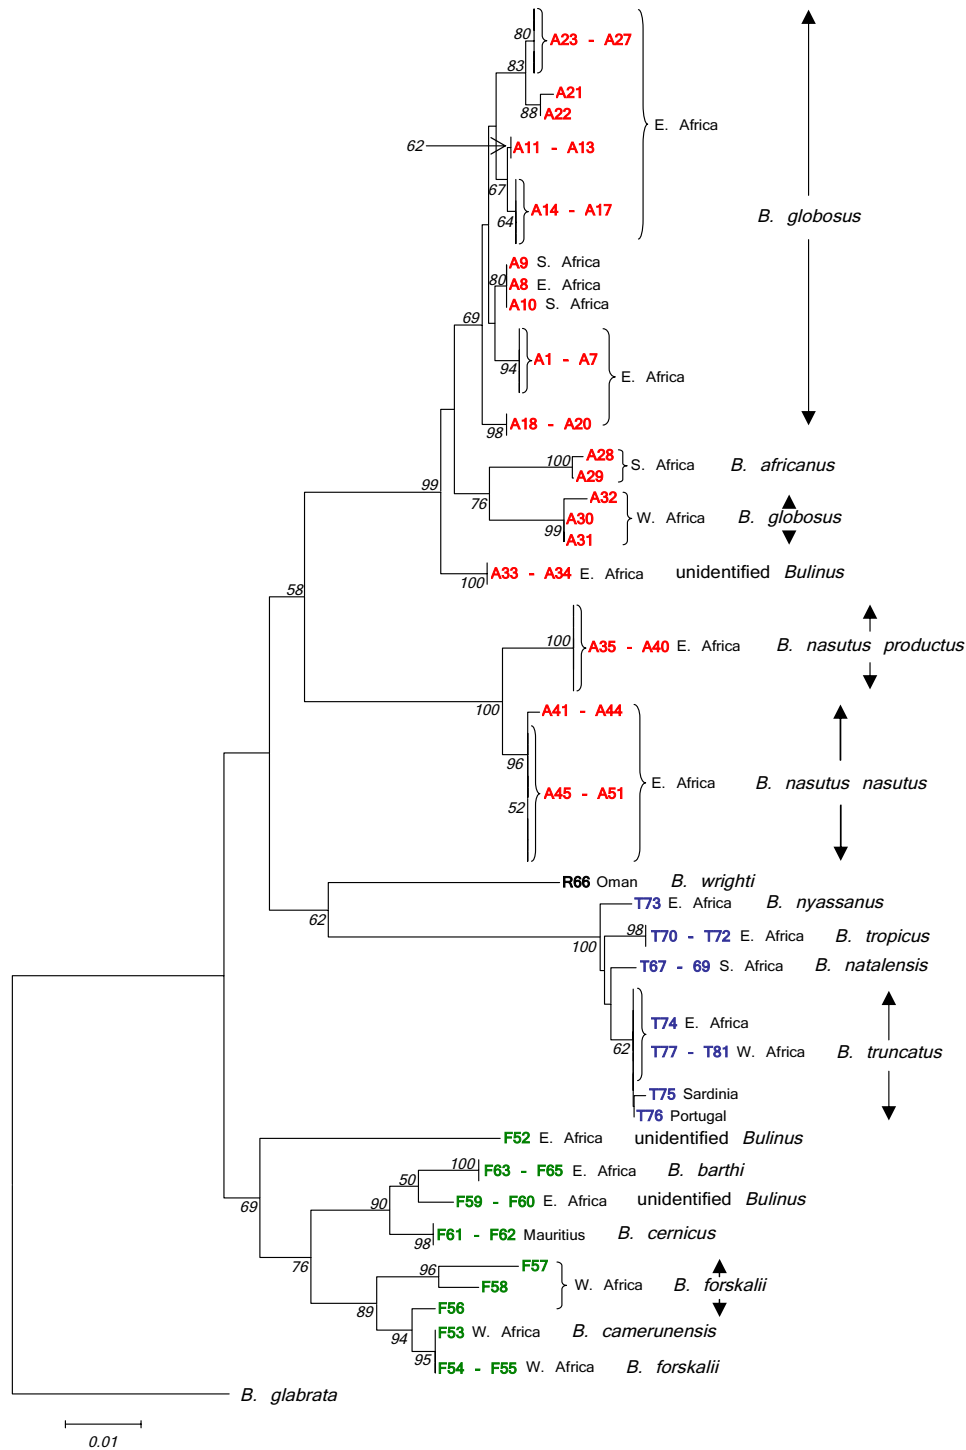 80 A23 - A27
83
A21
88 A22
E. Africa
62 A11 - A13
67
A14 - A17
64
B. globosus
A9 S. Africa
80 A8 E. Africa
A10 S. Africa
69
A1 - A7
94
E. Africa
A18 - A20
98
100 A28
A29
S. Africa B. africanus
99
76
A32
A30
99 A31
W. Africa B. globosus
A33 - A34 E. Africa unidentified Bulinus
100
58
100 A35 - A40 E. Africa B. nasutus productus
100
A41 - A44
96
E. Africa B. nasutus nasutus
52 A45 - A51
R66 Oman B. wrighti
62
T73 E. Africa B. nyassanus
98 T70 - T72 E. Africa B. tropicus
100
T67 - 69 S. Africa B. natalensis
T74 E. Africa
62 T77 - T81 W. Africa B. truncatus
T75 Sardinia
T76 Portugal
F52 E. Africa unidentified Bulinus
69
100 F63 - F65 E. Africa B. barthi
50
90 F59 - F60 E. Africa unidentified Bulinus
F61 - F62 Mauritius B. cernicus
98
76
96 F57
F58
W. Africa B. forskalii
89
F56
94
F53 W. Africa B. camerunensis
95 F54 - F55 W. Africa B. forskalii
B. glabrata
0.01